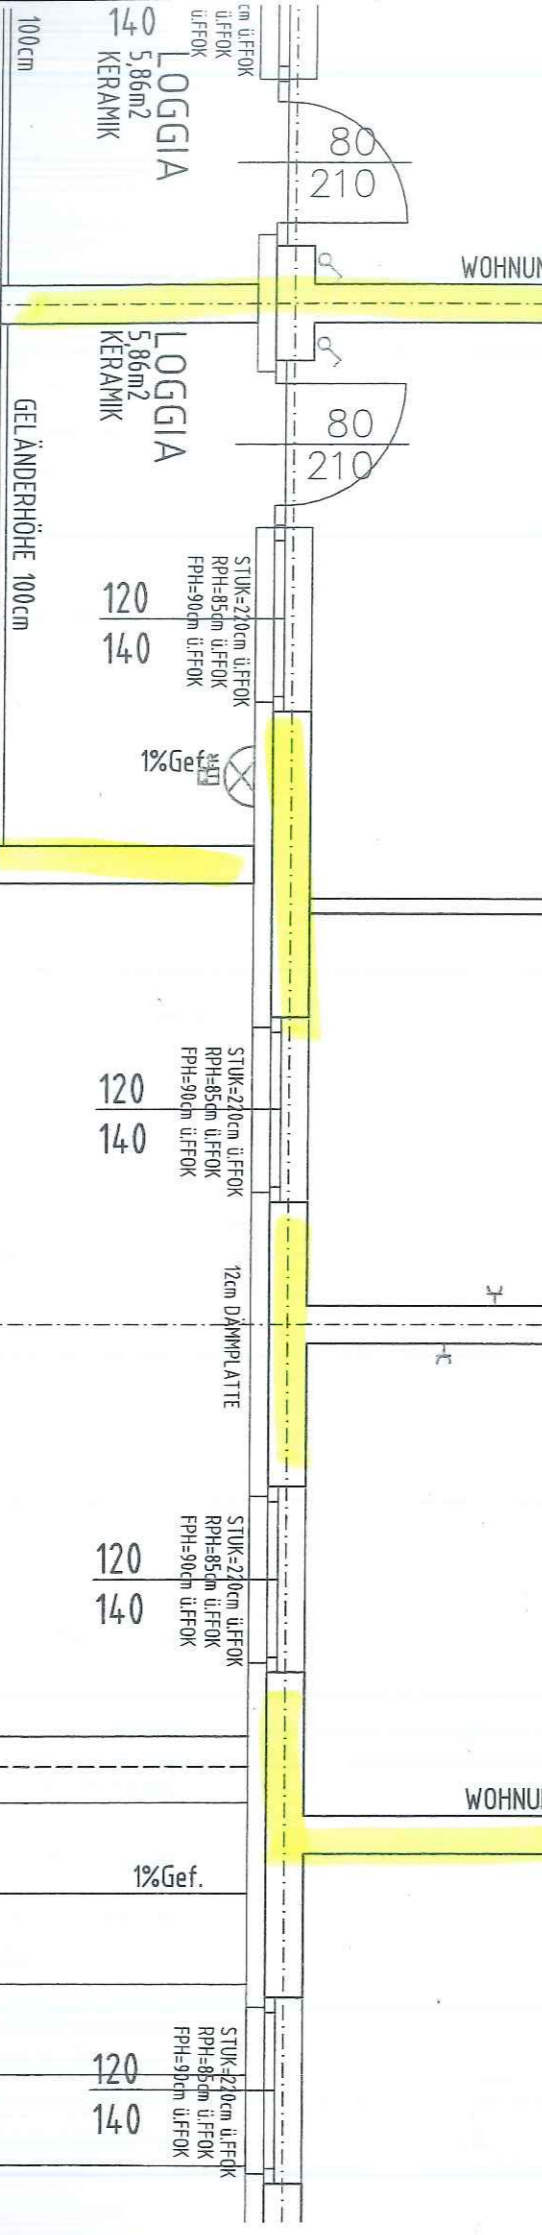 100cm
140
LOGGIA
5,86m2
KERAMIK
cm Ü.FFOK
Ü.FFOK
Ü.FFOK
80
210
WOHNUN
LOGGIA
5,86m2
KERAMIK
80
210
GELÄNDERHÖHE 100cm
120
140
STUK=220cm Ü.FFOK
RPH=85cm Ü.FFOK
FPH=90cm Ü.FFOK
1%Gef.
120
140
STUK=220cm Ü.FFOK
RPH=85cm Ü.FFOK
FPH=90cm Ü.FFOK
12cm DÄMMPLATTE
120
140
STUK=220cm Ü.FFOK
RPH=85cm Ü.FFOK
FPH=90cm Ü.FFOK
WOHNU
1%Gef.
120
140
STUK=220cm Ü.FFOK
RPH=85cm Ü.FFOK
FPH=90cm Ü.FFOK